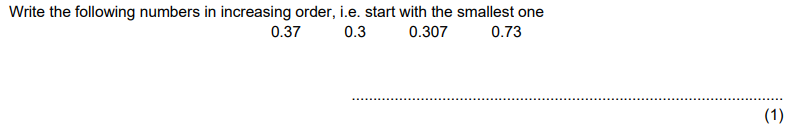 Write the following numbers in increasing order, i.e. start with the smallest one
0.37 0.3 0.307 0.73
....................................................................................................
(1)